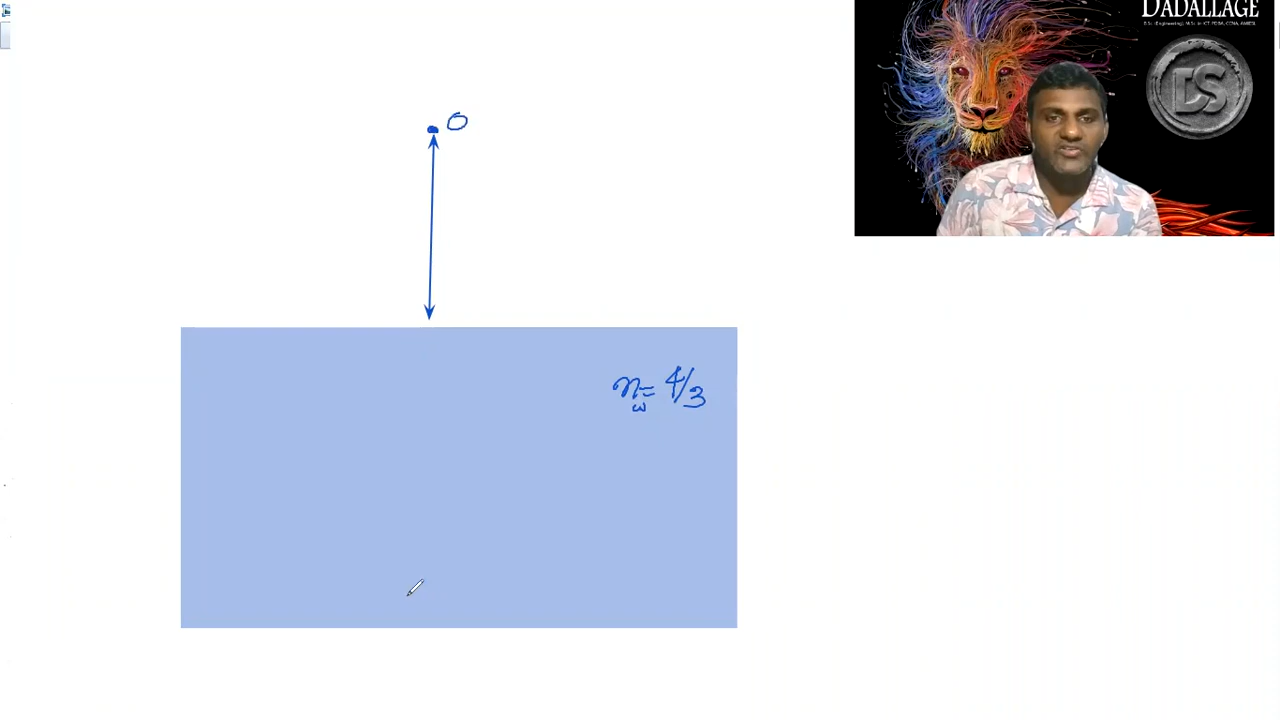 DADALLAGE
DS
O
n_w = 4/3